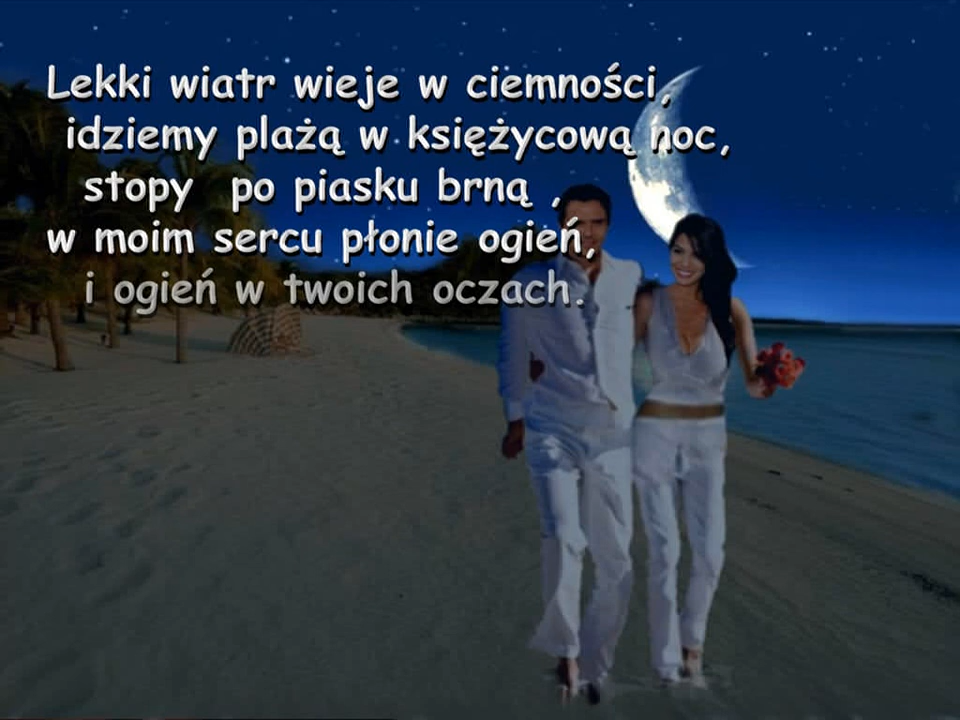 Lekki wiatr wieje w ciemności,
idziemy plażą w księżycową noc,
stopy po piasku brną ,
w moim sercu płonie ogień,
i ogień w twoich oczach.